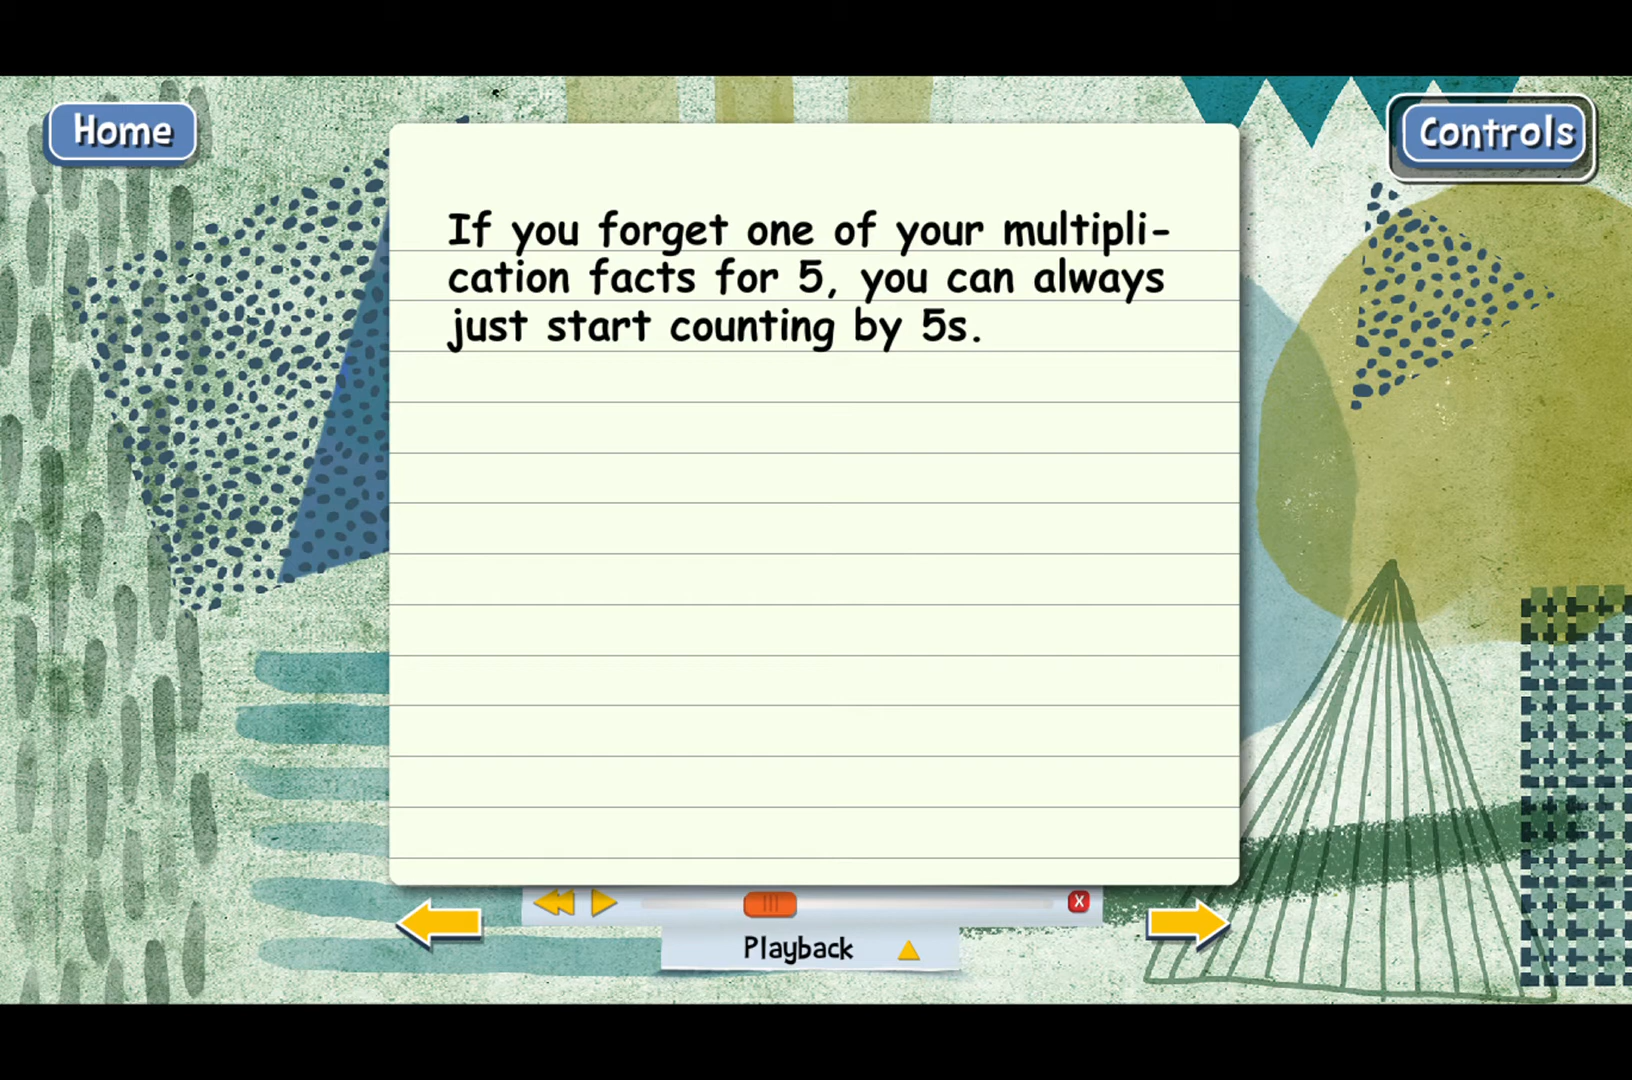 Home
Controls
If you forget one of your multipli-
cation facts for 5, you can always
just start counting by 5s.
X
Playback